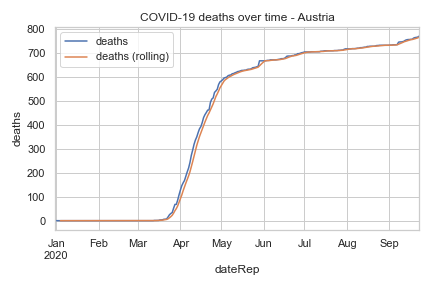 COVID-19 deaths over time - Austria
deaths
deaths (rolling)
800
700
600
500
400
300
200
100
0
deaths
Jan Feb Mar Apr May Jun Jul Aug Sep
2020
dateRep